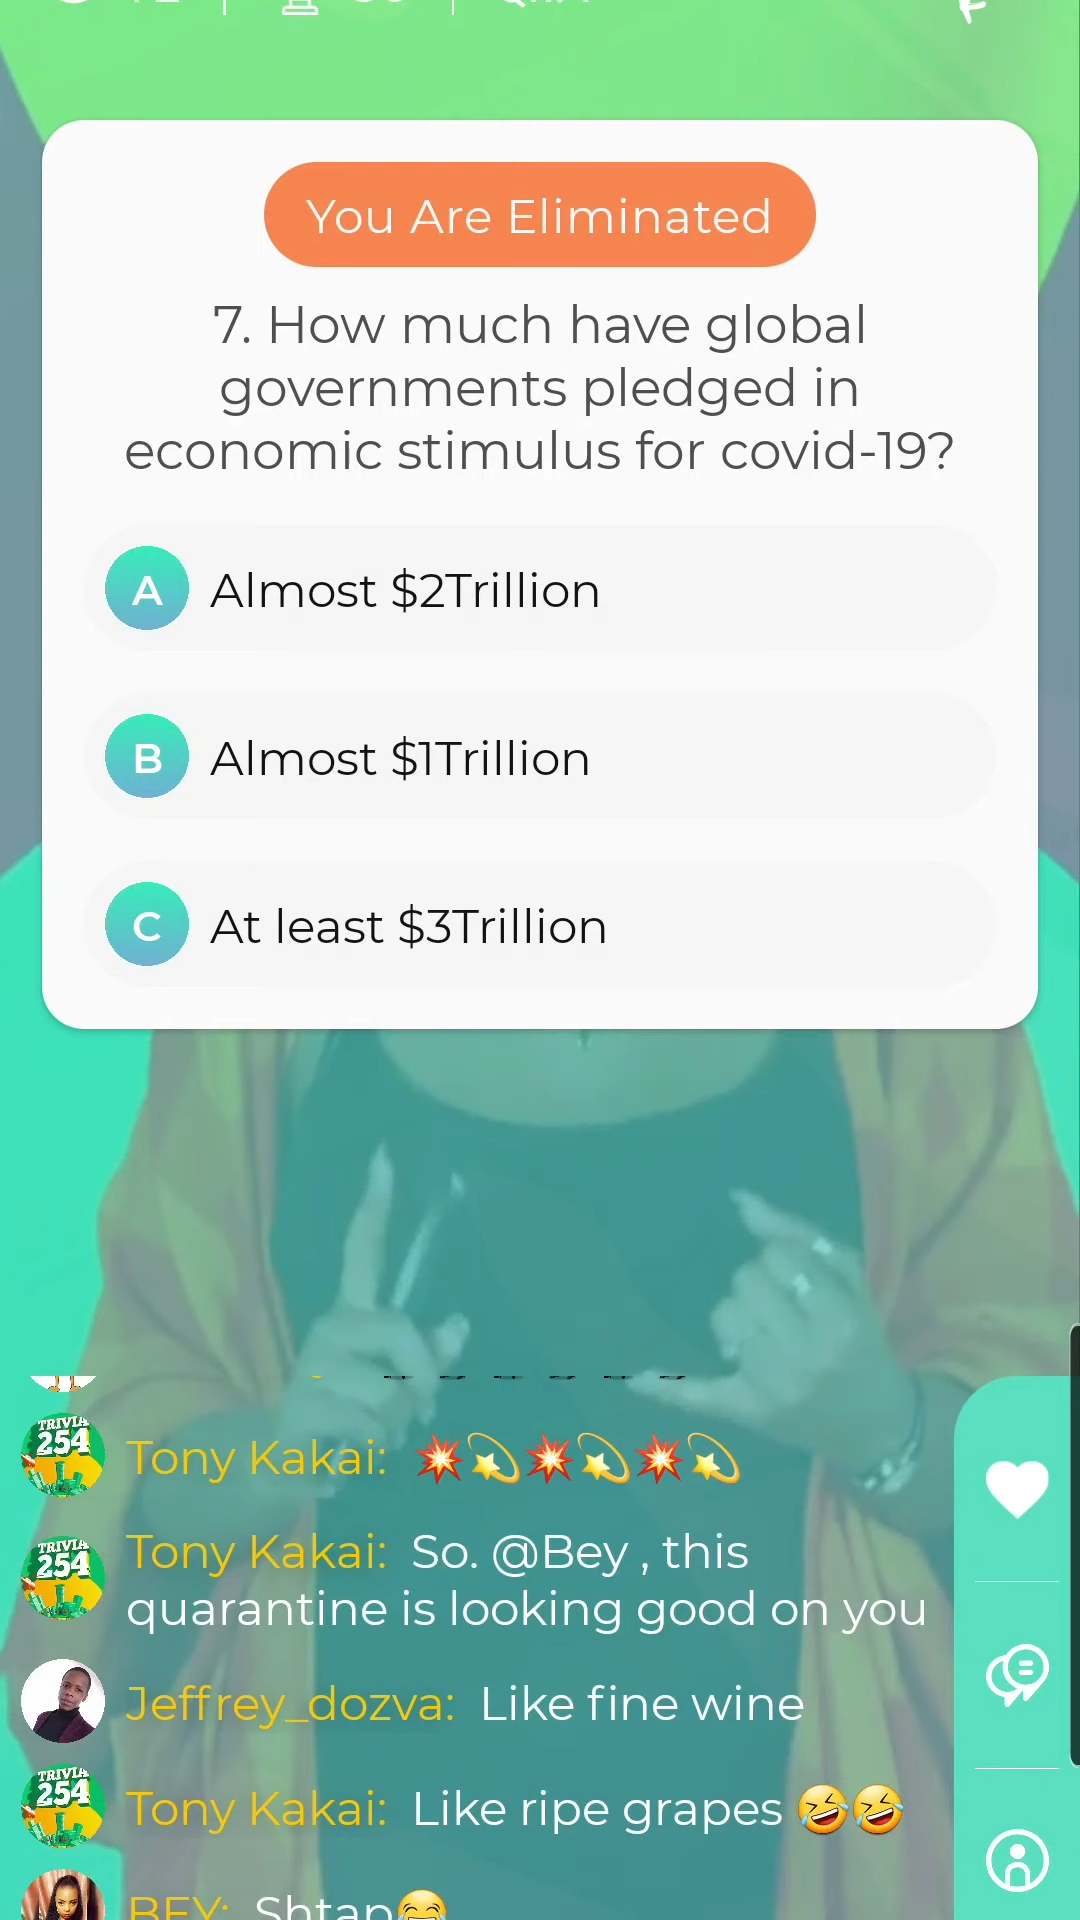 You Are Eliminated
7. How much have global
governments pledged in
economic stimulus for covid-19?
A Almost $2Trillion
B Almost $1Trillion
C At least $3Trillion
TRIVIA
254
Tony Kakai: 💥💫💥💫💥💫
TRIVIA
254
Tony Kakai: So. @Bey , this
quarantine is looking good on you
Jeffrey_dozva: Like fine wine
TRIVIA
254
Tony Kakai: Like ripe grapes 🤣🤣
BEY: Shtap😂